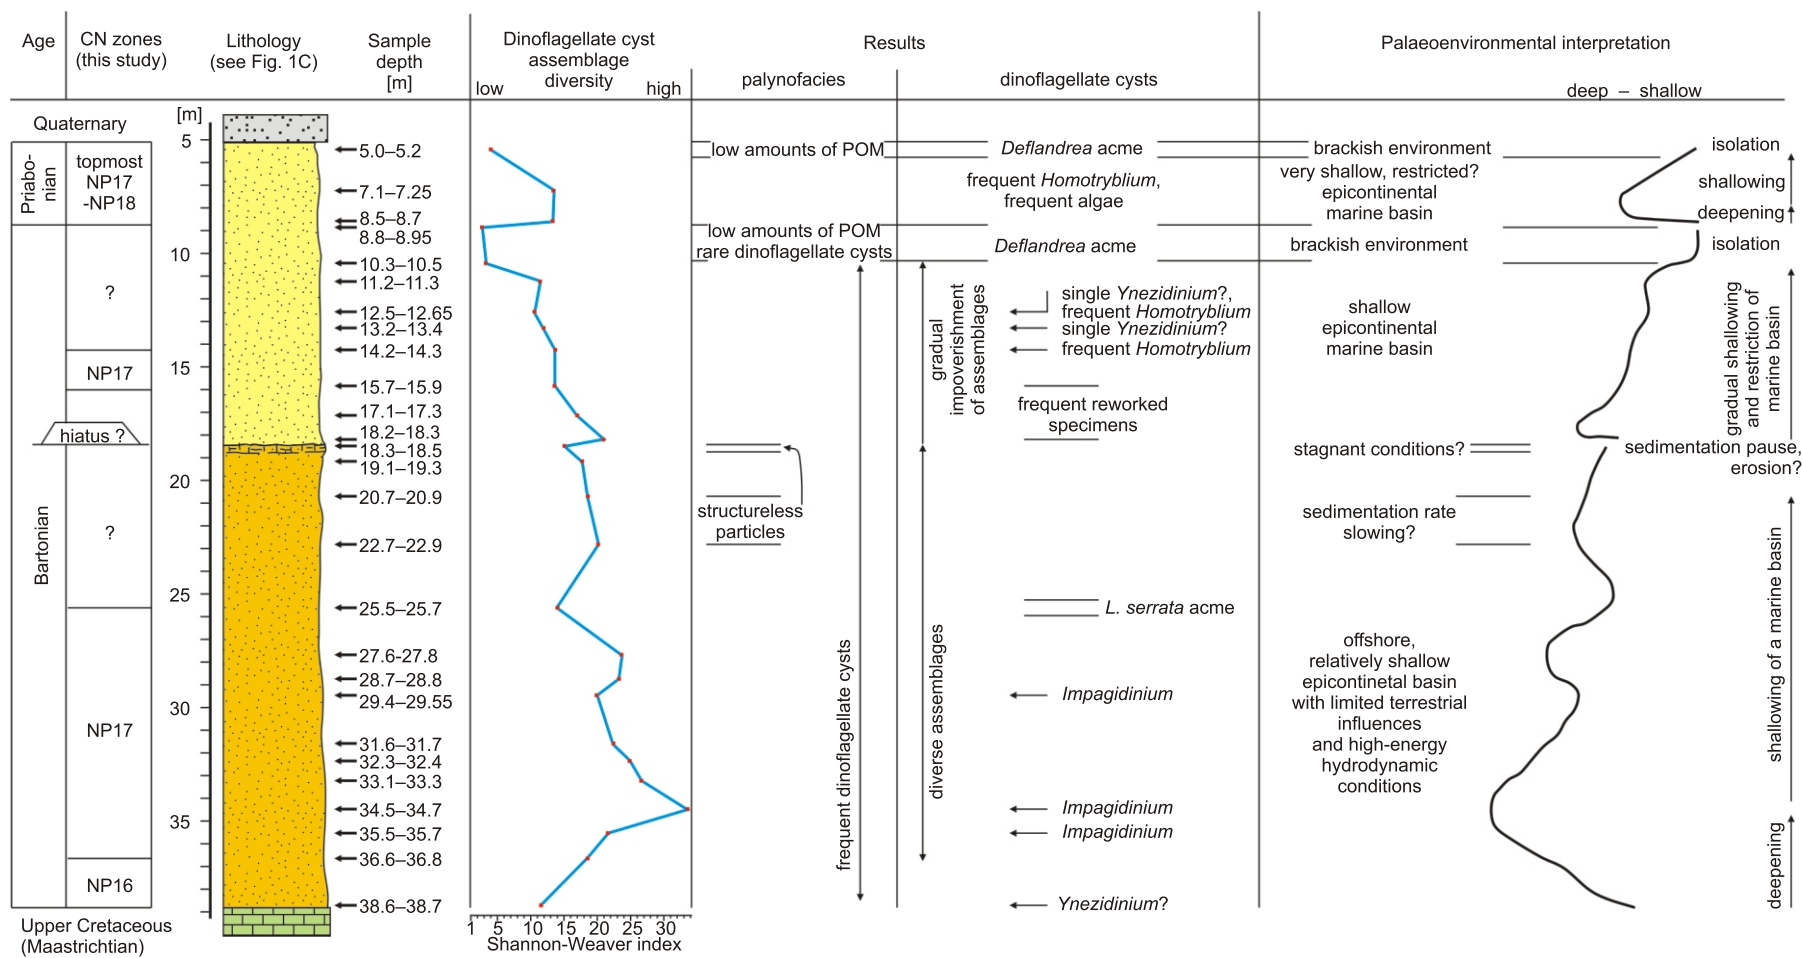 Age
CN zones
(this study)
Lithology
(see Fig. 1C)
Sample
depth
[m]
Dinoflagellate cyst
assemblage
diversity
low
high
Results
palynofacies
dinoflagellate cysts
Palaeoenvironmental interpretation
deep – shallow
[m]
5
10
15
20
25
30
35
Quaternary
Priabo-
nian
topmost
NP17
-NP18
?
NP17
hiatus ?
Bartonian
?
NP17
NP16
Upper Cretaceous
(Maastrichtian)
5.0–5.2
7.1–7.25
8.5–8.7
8.8–8.95
10.3–10.5
11.2–11.3
12.5–12.65
13.2–13.4
14.2–14.3
15.7–15.9
17.1–17.3
18.2–18.3
18.3–18.5
19.1–19.3
20.7–20.9
22.7–22.9
25.5–25.7
27.6-27.8
28.7–28.8
29.4–29.55
31.6–31.7
32.3–32.4
33.1–33.3
34.5–34.7
35.5–35.7
36.6–36.8
38.6–38.7
1 5 10 15 20 25 30
Shannon-Weaver index
low amounts of POM
low amounts of POM
rare dinoflagellate cysts
structureless
particles
frequent dinoflagellate cysts
Deflandrea acme
frequent Homotryblium,
frequent algae
Deflandrea acme
gradual
impoverishment
of assemblages
single Ynezidinium?,
frequent Homotryblium
single Ynezidinium?
frequent Homotryblium
frequent reworked
specimens
diverse assemblages
L. serrata acme
Impagidinium
Impagidinium
Impagidinium
Ynezidinium?
brackish environment
very shallow, restricted?
epicontinental
marine basin
brackish environment
shallow
epicontinental
marine basin
stagnant conditions?
sedimentation rate
slowing?
offshore,
relatively shallow
epicontinetal basin
with limited terrestrial
influences
and high-energy
hydrodynamic
conditions
isolation
shallowing
deepening
isolation
gradual shallowing
and restriction of
marine basin
sedimentation pause,
erosion?
shallowing of a marine basin
deepening